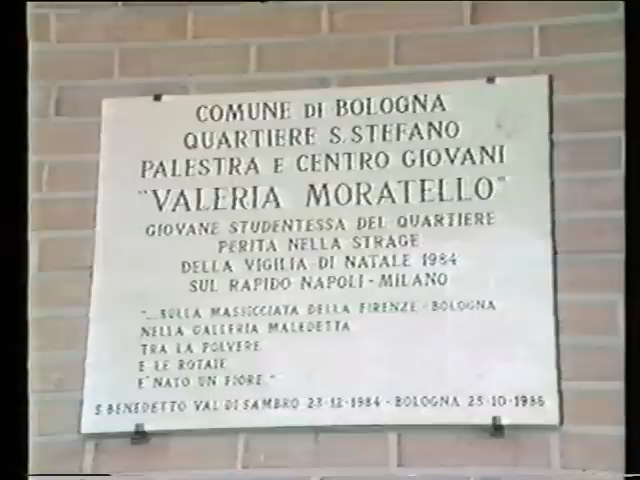 COMUNE DI BOLOGNA
QUARTIERE S. STEFANO
PALESTRA E CENTRO GIOVANI
"VALERIA MORATELLO"
GIOVANE STUDENTESSA DEL QUARTIERE
PERITA NELLA STRAGE
DELLA VIGILIA DI NATALE 1984
SUL RAPIDO NAPOLI - MILANO
"...SULLA MASSICCIATA DELLA FIRENZE - BOLOGNA
NELLA GALLERIA MALEDETTA
TRA LA POLVERE
E LE ROTAIE
E' NATO UN FIORE "
S. BENEDETTO VAL DI SAMBRO 23-12-1984 - BOLOGNA 25-10-1986